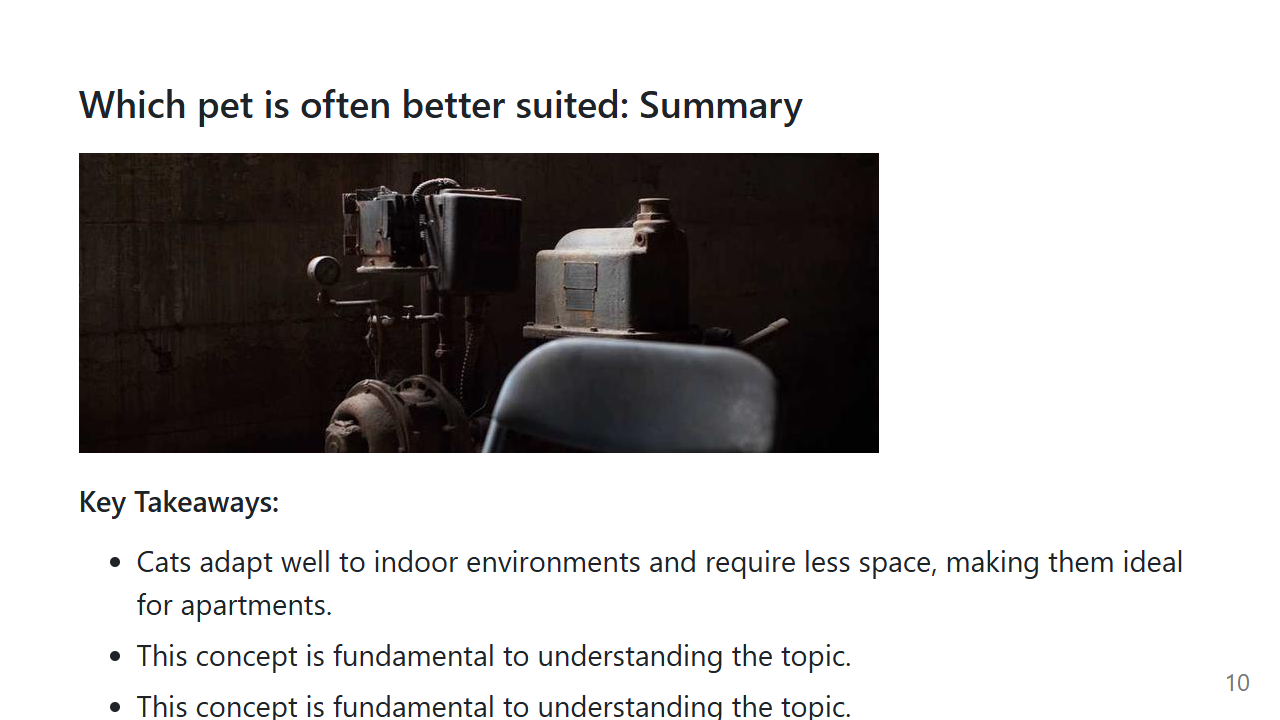 Which pet is often better suited: Summary
Key Takeaways:
• Cats adapt well to indoor environments and require less space, making them ideal
for apartments.
• This concept is fundamental to understanding the topic.
• This concept is fundamental to understanding the topic.
10